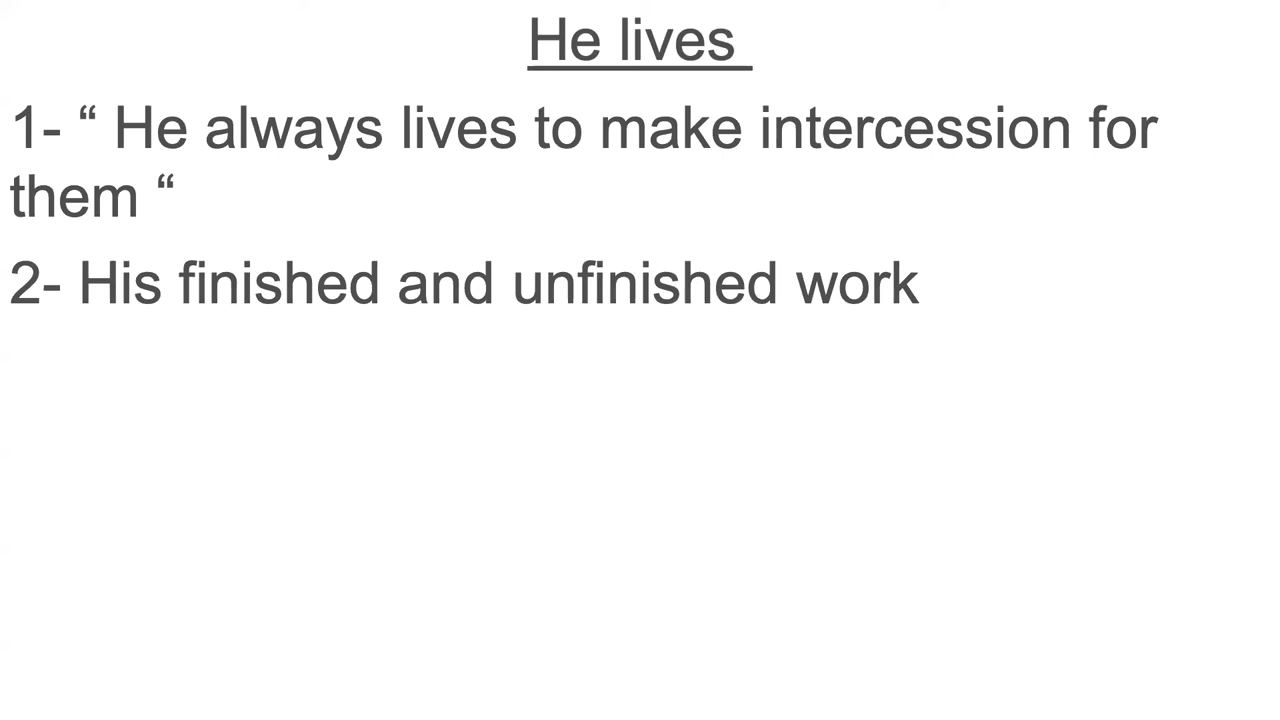 He lives
1- “ He always lives to make intercession for
them “
2- His finished and unfinished work